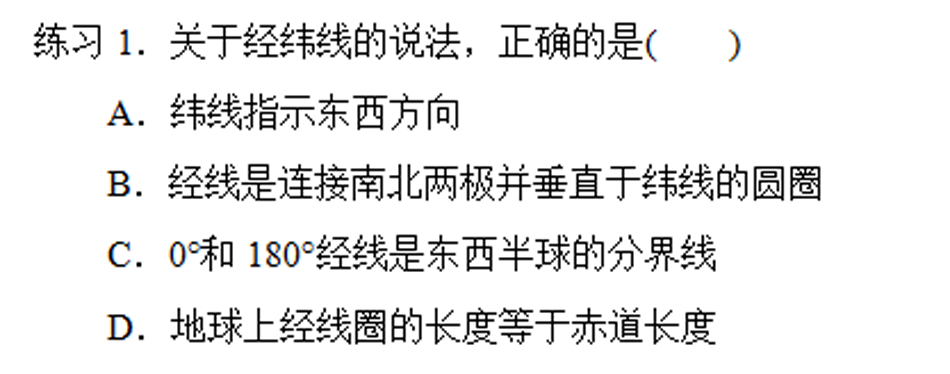 练习 1．关于经纬线的说法，正确的是(　　)
A．纬线指示东西方向
B．经线是连接南北两极并垂直于纬线的圆圈
C．0°和 180°经线是东西半球的分界线
D．地球上经线圈的长度等于赤道长度